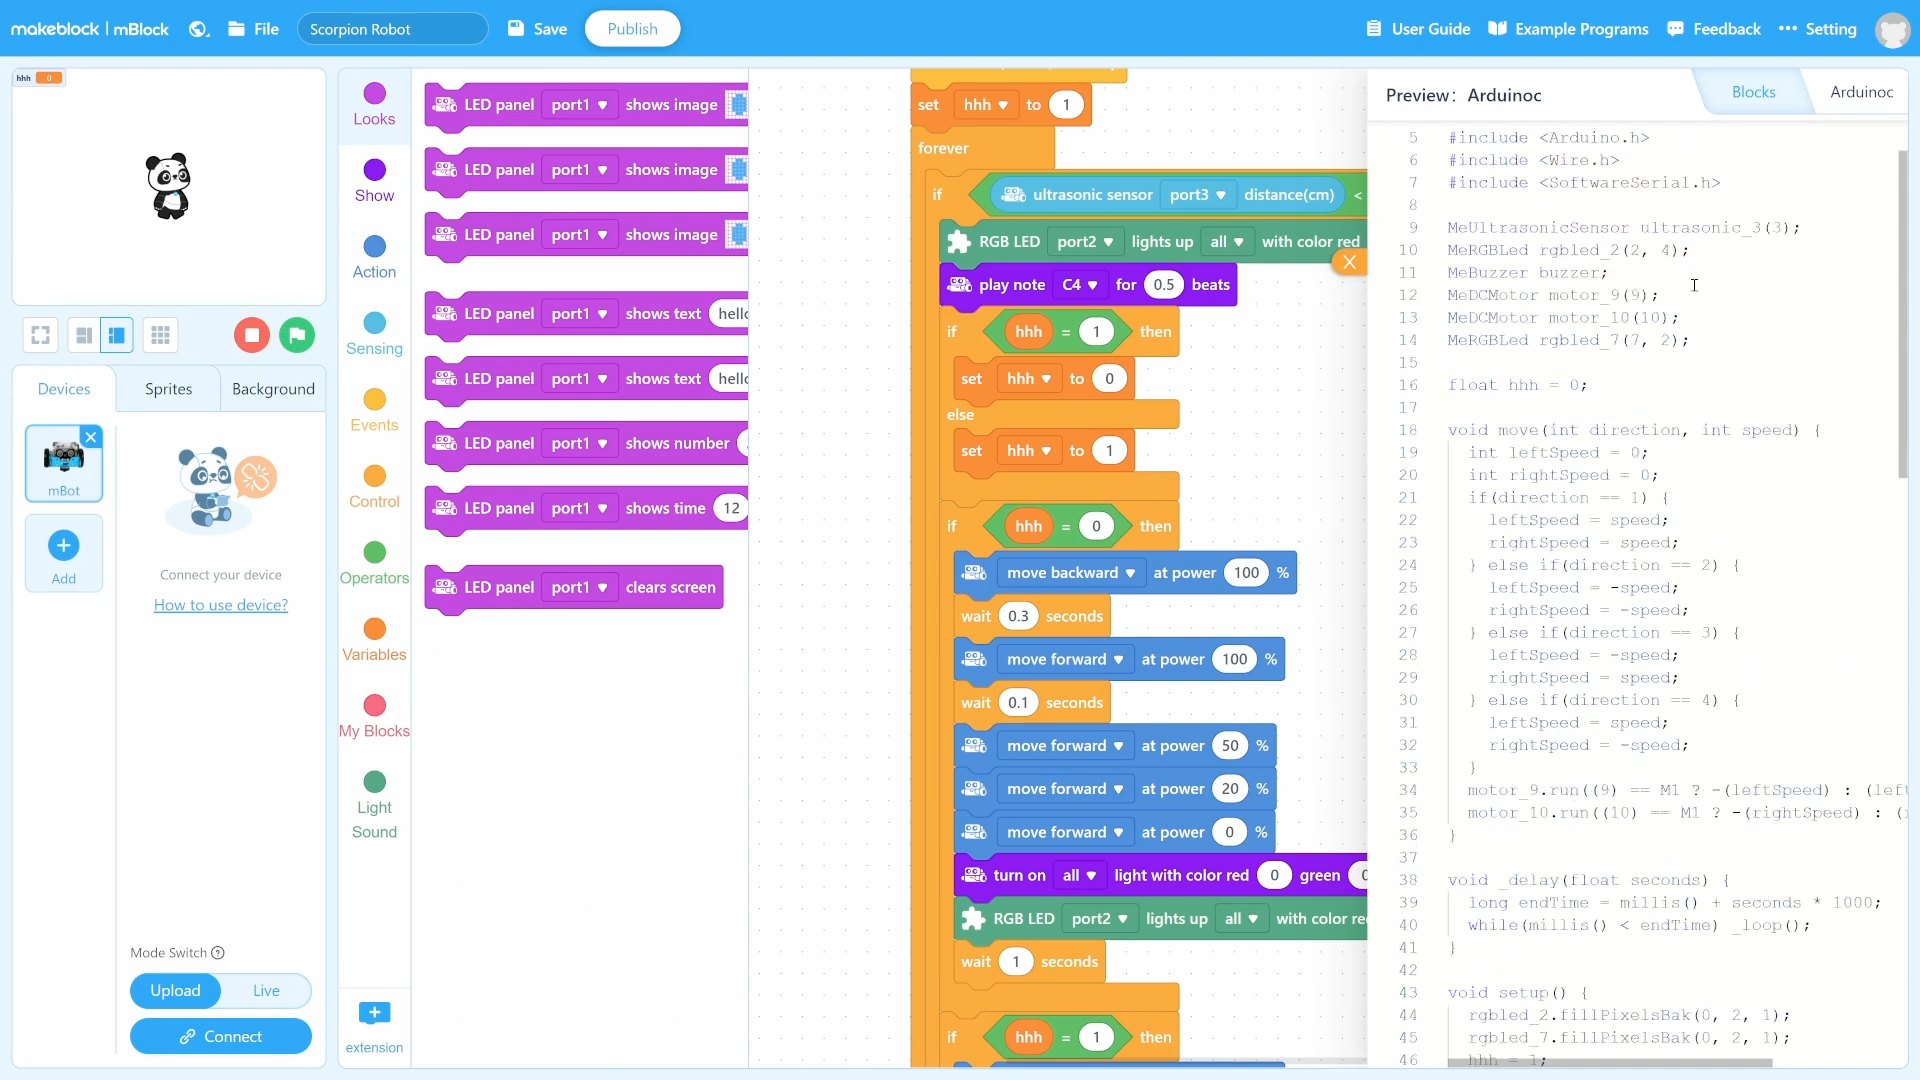 makeblock | mBlock
File
Scorpion Robot
Save
Publish
User Guide
Example Programs
Feedback
Setting
hhh 0
Devices
Sprites
Background
mBot
Add
Connect your device
How to use device?
Mode Switch
Upload
Live
Connect
Looks
Show
Action
Sensing
Events
Control
Operators
Variables
My Blocks
Light
Sound
extension
LED panel port1 shows image
LED panel port1 shows image
LED panel port1 shows image
LED panel port1 shows text
LED panel port1 shows text
LED panel port1 shows number
LED panel port1 shows time 12
LED panel port1 clears screen
set hhh to 1
forever
if ultrasonic sensor port3 distance(cm) <
RGB LED port2 lights up all with color red
play note C4 for 0.5 beats
if hhh = 1 then
set hhh to 0
else
set hhh to 1
if hhh = 0 then
move backward at power 100 %
wait 0.3 seconds
move forward at power 100 %
wait 0.1 seconds
move forward at power 50 %
move forward at power 20 %
move forward at power 0 %
turn on all light with color red 0 green
RGB LED port2 lights up all with color
wait 1 seconds
if hhh = 1 then
X
Preview: Arduinoc
Blocks
Arduinoc
5 #include <Arduino.h>
6 #include <Wire.h>
7 #include <SoftwareSerial.h>
8
9 MeUltrasonicSensor ultrasonic_3(3);
10 MeRGBLed rgbled_2(2, 4);
11 MeBuzzer buzzer;
12 MeDCMotor motor_9(9);
13 MeDCMotor motor_10(10);
14 MeRGBLed rgbled_7(7, 2);
15
16 float hhh = 0;
17
18 void move(int direction, int speed) {
19 int leftSpeed = 0;
20 int rightSpeed = 0;
21 if(direction == 1) {
22 leftSpeed = speed;
23 rightSpeed = speed;
24 } else if(direction == 2) {
25 leftSpeed = -speed;
26 rightSpeed = -speed;
27 } else if(direction == 3) {
28 leftSpeed = -speed;
29 rightSpeed = speed;
30 } else if(direction == 4) {
31 leftSpeed = speed;
32 rightSpeed = -speed;
33 }
34 motor_9.run((9) == M1 ? -(leftSpeed) : (left
35 motor_10.run((10) == M1 ? -(rightSpeed) : (
36 }
37
38 void _delay(float seconds) {
39 long endTime = millis() + seconds * 1000;
40 while(millis() < endTime) _loop();
41 }
42
43 void setup() {
44 rgbled_2.fillPixelsBak(0, 2, 1);
45 rgbled_7.fillPixelsBak(0, 2, 1);
46 hhh = 1;